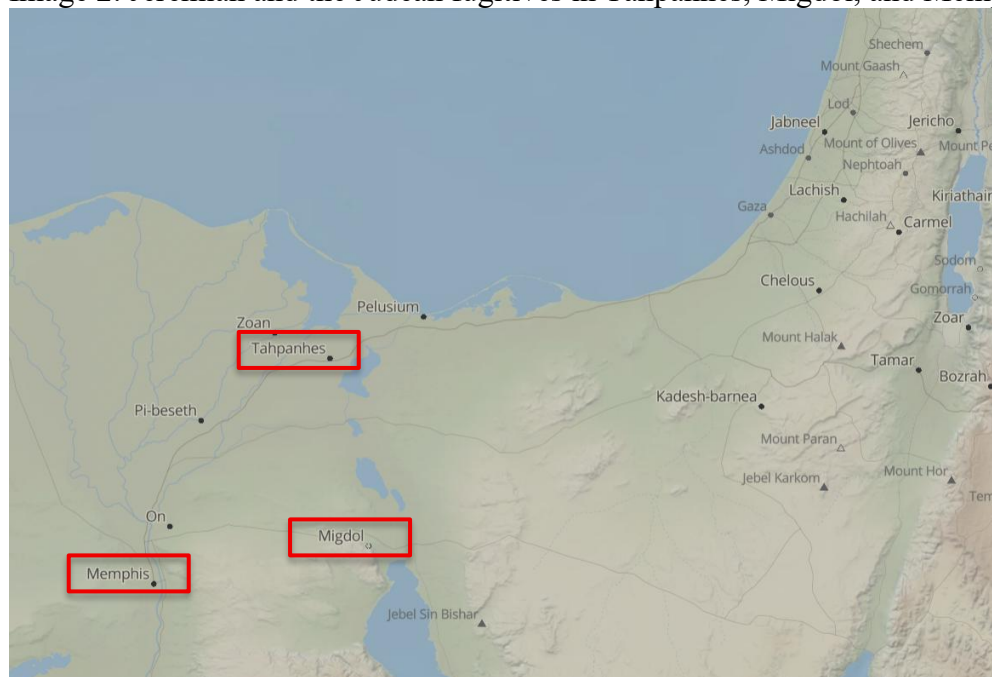 Shechem
Mount Gaash
Lod
Jabneel
Jericho
Ashdod
Mount of Olives
Nephtoah
Lachish
Kiriathair
Gaza
Hachilah
Carmel
Sodom
Chelous
Gomorrah
Pelusium
Zoan
Zoar
Tahpanhes
Mount Halak
Tamar
Bozrah
Kadesh-barnea
Pi-beseth
Mount Paran
Jebel Karkom
Mount Hor
On
Migdol
Memphis
Jebel Sin Bishar